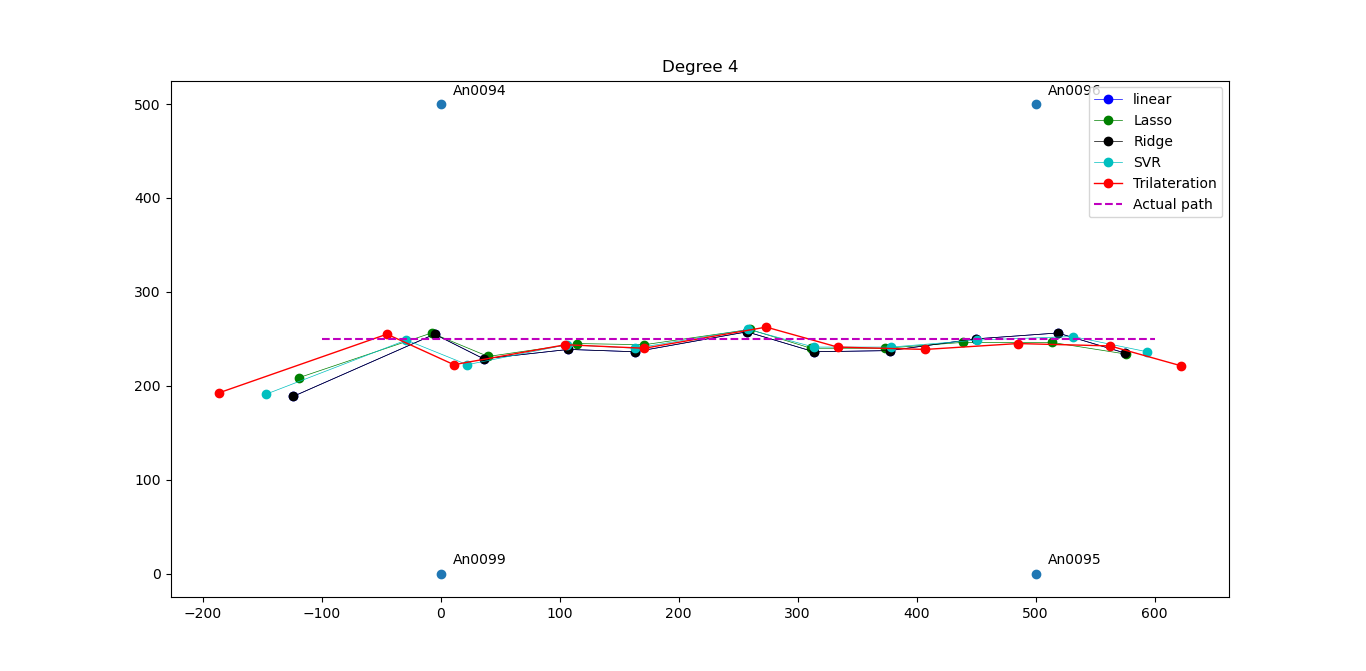 Degree 4
An0094
An0096
linear
Lasso
Ridge
SVR
Trilateration
Actual path
500
400
300
200
100
0
An0099
An0095
−200
−100
0
100
200
300
400
500
600